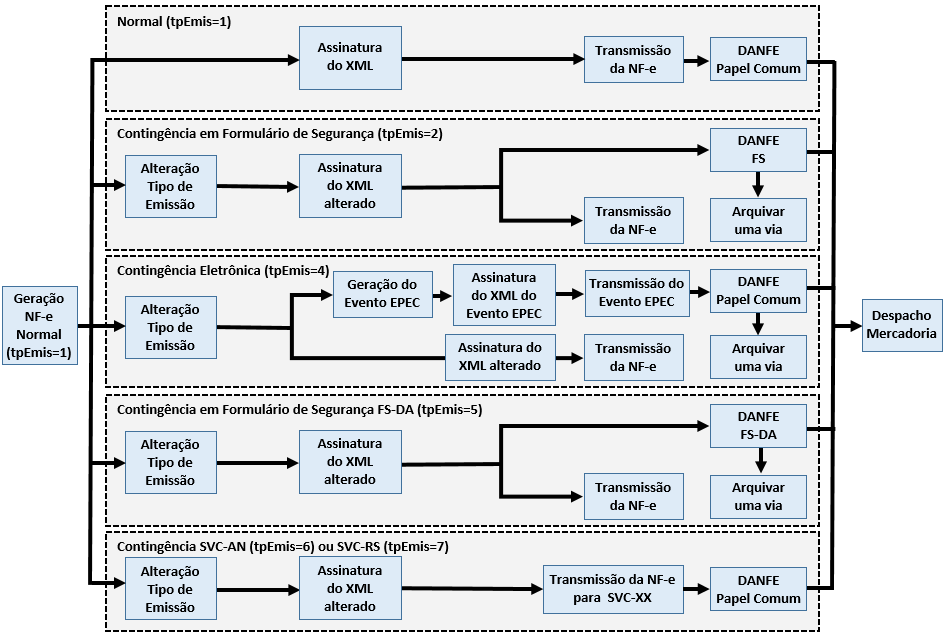 Normal (tpEmis=1)
Assinatura
do XML
Transmissão
da NF-e
DANFE
Papel Comum
Contingência em Formulário de Segurança (tpEmis=2)
Alteração
Tipo de
Emissão
Assinatura
do XML
alterado
DANFE
FS
Transmissão
da NF-e
Arquivar
uma via
Geração
NF-e
Normal
(tpEmis=1)
Contingência Eletrônica (tpEmis=4)
Alteração
Tipo de
Emissão
Geração do
Evento EPEC
Assinatura
do XML do
Evento EPEC
Transmissão do
Evento EPEC
DANFE
Papel Comum
Assinatura do
XML alterado
Transmissão
da NF-e
Arquivar
uma via
Despacho
Mercadoria
Contingência em Formulário de Segurança FS-DA (tpEmis=5)
Alteração
Tipo de
Emissão
Assinatura
do XML
alterado
DANFE
FS-DA
Transmissão
da NF-e
Arquivar
uma via
Contingência SVC-AN (tpEmis=6) ou SVC-RS (tpEmis=7)
Alteração
Tipo de
Emissão
Assinatura
do XML
alterado
Transmissão da NF-e
para SVC-XX
DANFE
Papel Comum